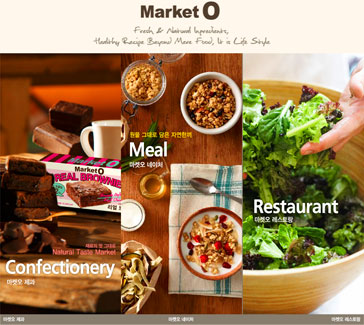 Market O
Fresh & Natural Ingredients,
Healthy Recipe Beyond Mere Food, It is Life Style
Market O
REAL BROWNIE
리얼
Natural Taste Market
Confectionery
마켓오 제과
원물 그대로 담은 자연한끼
Meal
마켓오 네이처
Restaurant
마켓오 레스토랑
마켓오 제과
마켓오 네이처
마켓오 레스토랑